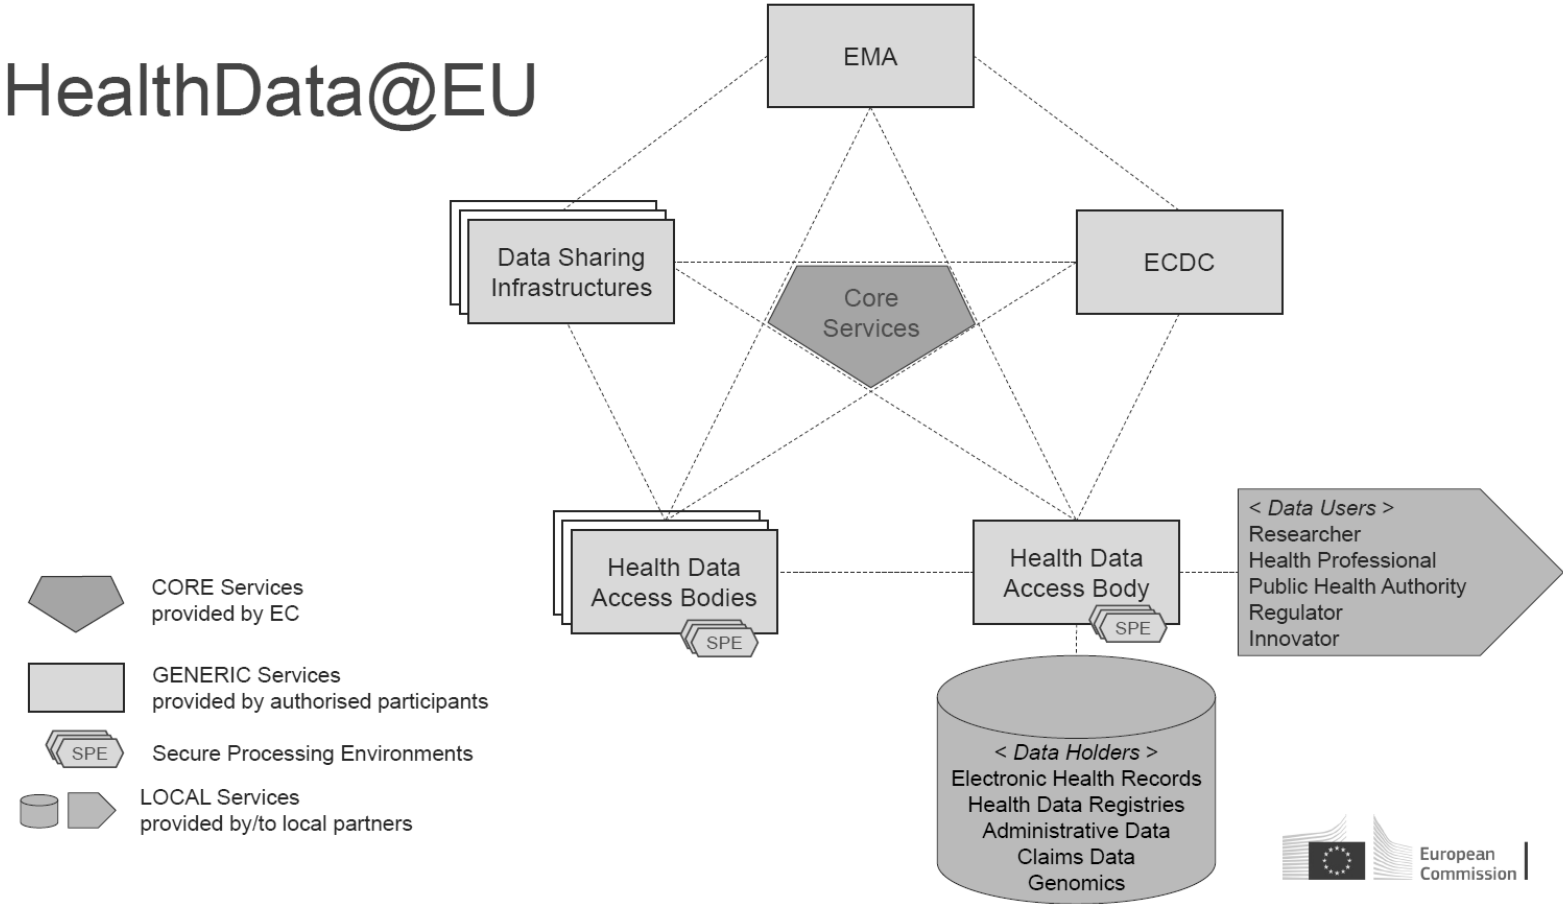 HealthData@EU
EMA
Data Sharing
Infrastructures
ECDC
Core
Services
Health Data
Access Bodies
SPE
Health Data
Access Body
SPE
< Data Users >
Researcher
Health Professional
Public Health Authority
Regulator
Innovator
< Data Holders >
Electronic Health Records
Health Data Registries
Administrative Data
Claims Data
Genomics
CORE Services
provided by EC
GENERIC Services
provided by authorised participants
SPE
Secure Processing Environments
LOCAL Services
provided by/to local partners
European
Commission